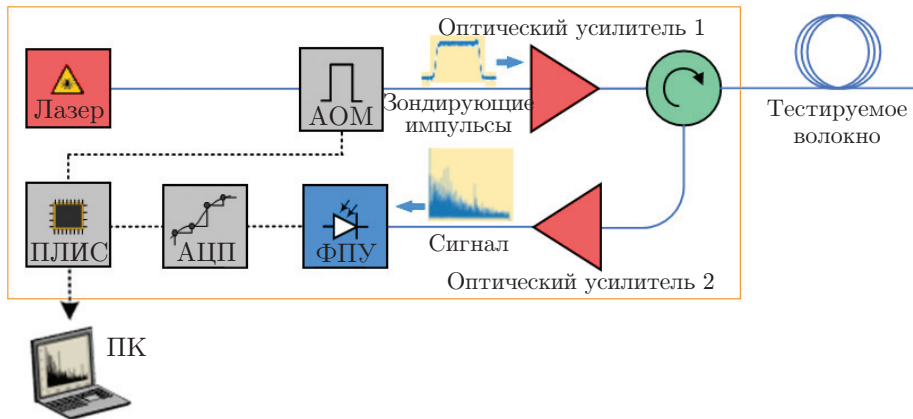 Оптический усилитель 1
Лазер
АОМ
Зондирующие
импульсы
Тестируемое
волокно
ПЛИС
АЦП
ФПУ
Сигнал
Оптический усилитель 2
ПК